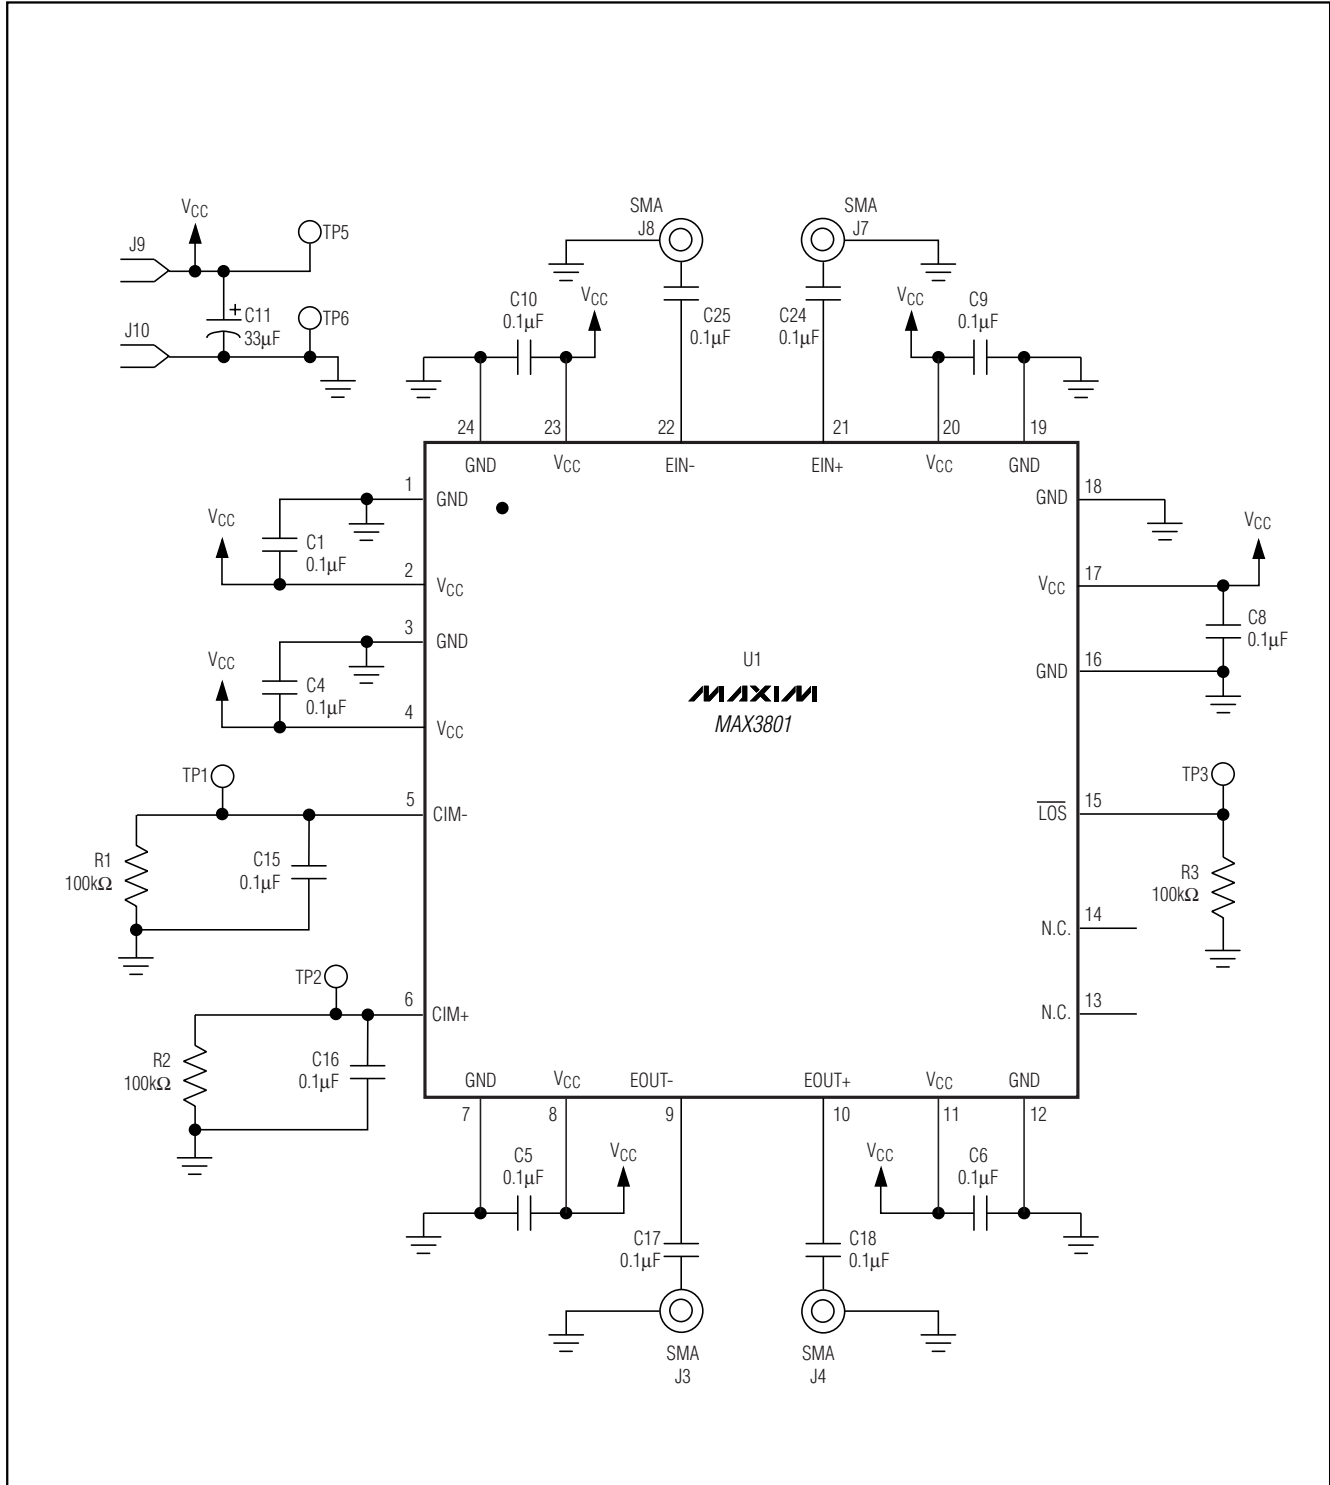 SMA
J8
SMA
J7
VCC
J9
TP5
C11
33µF
J10
TP6
C10
0.1µF
VCC
C25
0.1µF
C24
0.1µF
VCC
C9
0.1µF
24
23
22
21
20
19
GND
VCC
EIN-
EIN+
VCC
GND
1
GND
VCC
C1
0.1µF
2
VCC
3
GND
VCC
C4
0.1µF
4
VCC
TP1
5
CIM-
R1
100kΩ
C15
0.1µF
TP2
6
CIM+
R2
100kΩ
C16
0.1µF
U1
MAXIM
MAX3801
GND
18
VCC
17
VCC
C8
0.1µF
GND
16
TP3
LOS
15
R3
100kΩ
N.C.
14
N.C.
13
GND
VCC
EOUT-
EOUT+
VCC
GND
7
8
9
10
11
12
C5
0.1µF
VCC
VCC
C6
0.1µF
C17
0.1µF
C18
0.1µF
SMA
J3
SMA
J4